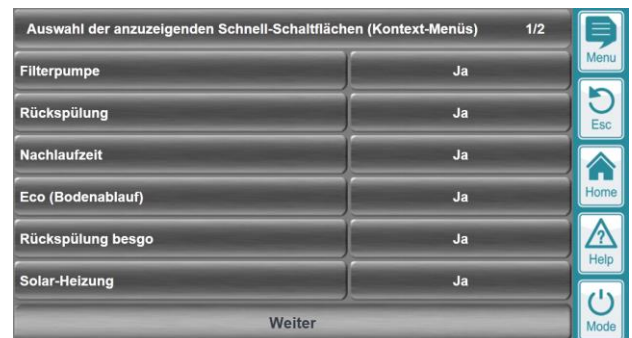 Auswahl der anzuzeigenden Schnell-Schaltflächen (Kontext-Menüs) 1/2
Filterpumpe Ja
Rückspülung Ja
Nachlaufzeit Ja
Eco (Bodenablauf) Ja
Rückspülung besgo Ja
Solar-Heizung Ja
Weiter
Menu
Esc
Home
?
Help
Mode